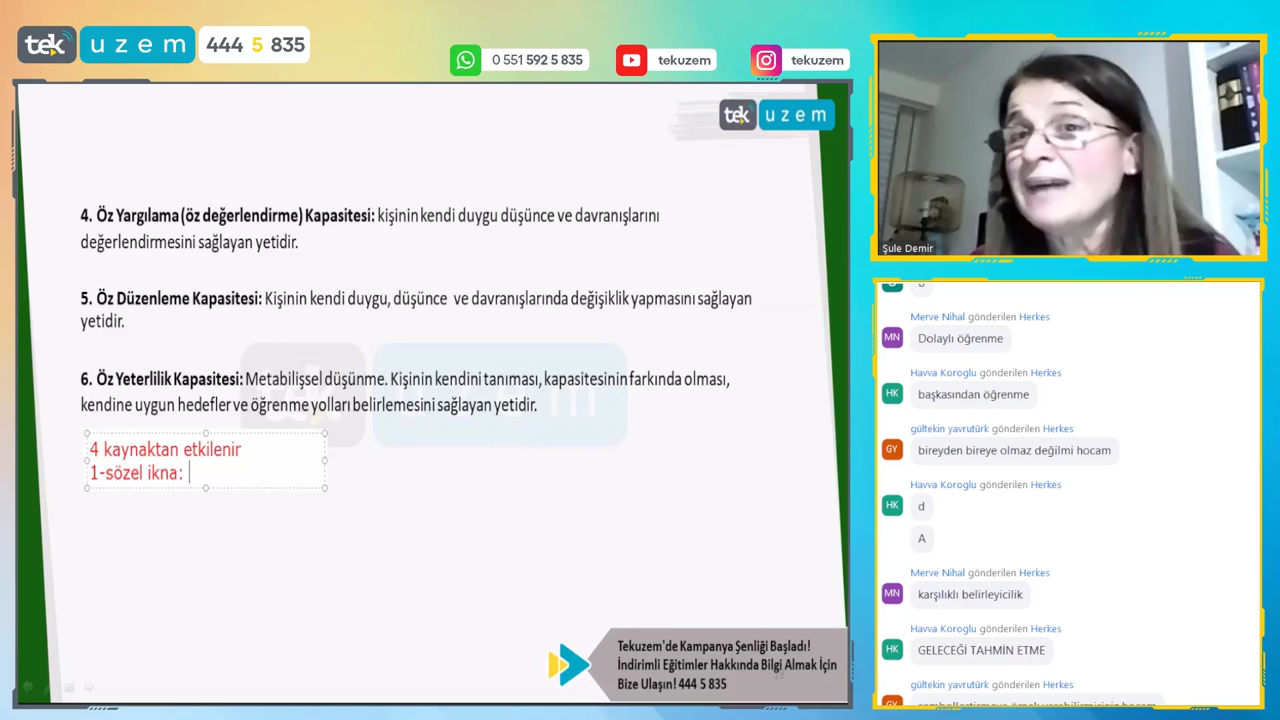 tek uzem 444 5 835
0 551 592 5 835
tekuzem
tekuzem
tek uzem
4. Öz Yargılama (öz değerlendirme) Kapasitesi: kişinin kendi duygu düşünce ve davranışlarını
değerlendirmesini sağlayan yetidir.
5. Öz Düzenleme Kapasitesi: Kişinin kendi duygu, düşünce ve davranışlarında değişiklik yapmasını sağlayan
yetidir.
6. Öz Yeterlilik Kapasitesi: Metabilişsel düşünme. Kişinin kendini tanıması, kapasitesinin farkında olması,
kendine uygun hedefler ve öğrenme yolları belirlemesini sağlayan yetidir.
4 kaynaktan etkilenir
1-sözel ikna:
Tekuzem'de Kampanya Şenliği Başladı!
İndirimli Eğitimler Hakkında Bilgi Almak İçin
Bize Ulaşın! 444 5 835
Şule Demir
Merve Nihal gönderilen Herkes
MN Dolaylı öğrenme
Havva Koroglu gönderilen Herkes
HK başkasından öğrenme
gültekin yavrutürk gönderilen Herkes
GY bireyden bireye olmaz değilmi hocam
Havva Koroglu gönderilen Herkes
HK d
A
Merve Nihal gönderilen Herkes
MN karşılıklı belirleyicilik
Havva Koroglu gönderilen Herkes
HK GELECEĞİ TAHMİN ETME
gültekin yavrutürk gönderilen Herkes